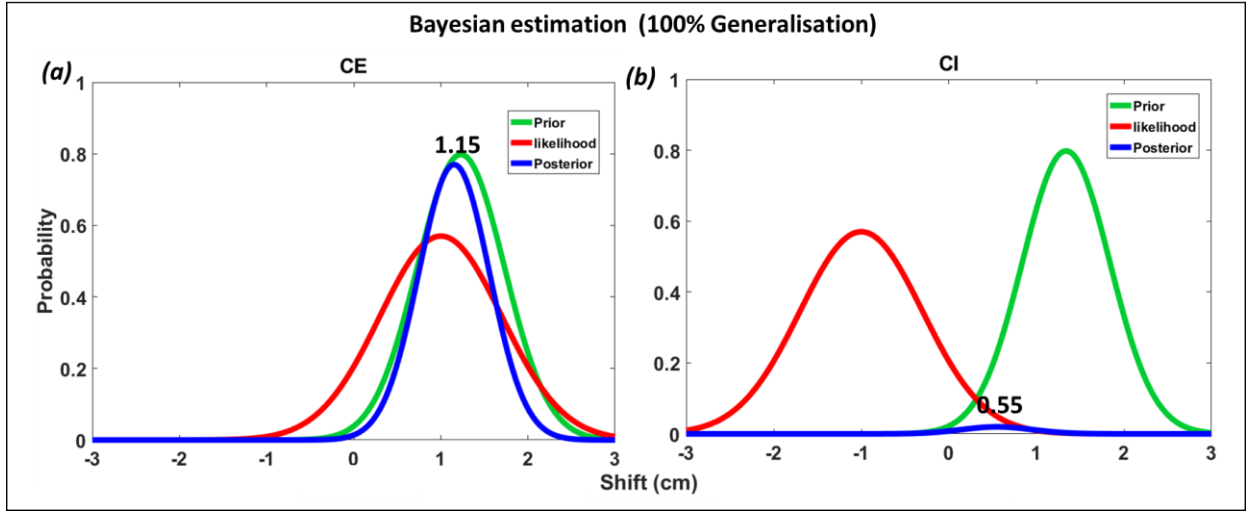 Bayesian estimation (100% Generalisation)
(a)
CE
1
0.8
0.6
0.4
0.2
0
Probability
Prior
likelihood
Posterior
1.15
-3
-2
-1
0
1
2
3
(b)
CI
1
0.8
0.6
0.4
0.2
0
Prior
likelihood
Posterior
0.55
-3
-2
-1
0
1
2
3
Shift (cm)